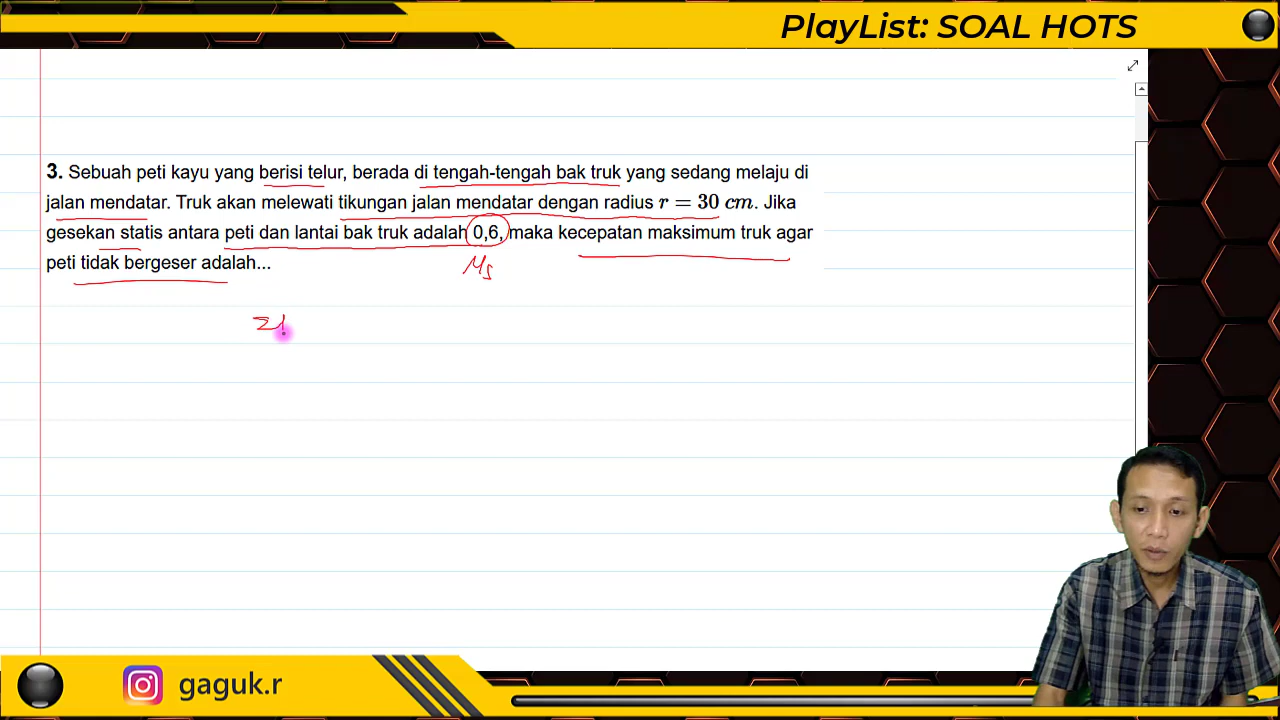 PlayList: SOAL HOTS
3. Sebuah peti kayu yang berisi telur, berada di tengah-tengah bak truk yang sedang melaju di
jalan mendatar. Truk akan melewati tikungan jalan mendatar dengan radius r = 30 cm. Jika
gesekan statis antara peti dan lantai bak truk adalah 0,6, maka kecepatan maksimum truk agar
peti tidak bergeser adalah...
μs
gaguk.r